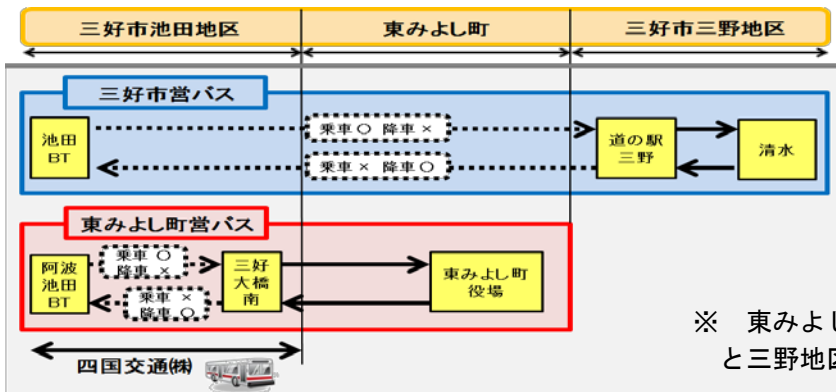 三好市池田地区
東みよし町
三好市三野地区
三好市営バス
池田
BT
乗車〇 降車×
乗車× 降車〇
道の駅
三野
清水
東みよし町営バス
阿波
池田
BT
乗車 〇
降車 ×
乗車 ×
降車 〇
三好
大橋
南
東みよし町
役場
四国交通㈱
※ 東みよし
と三野地区